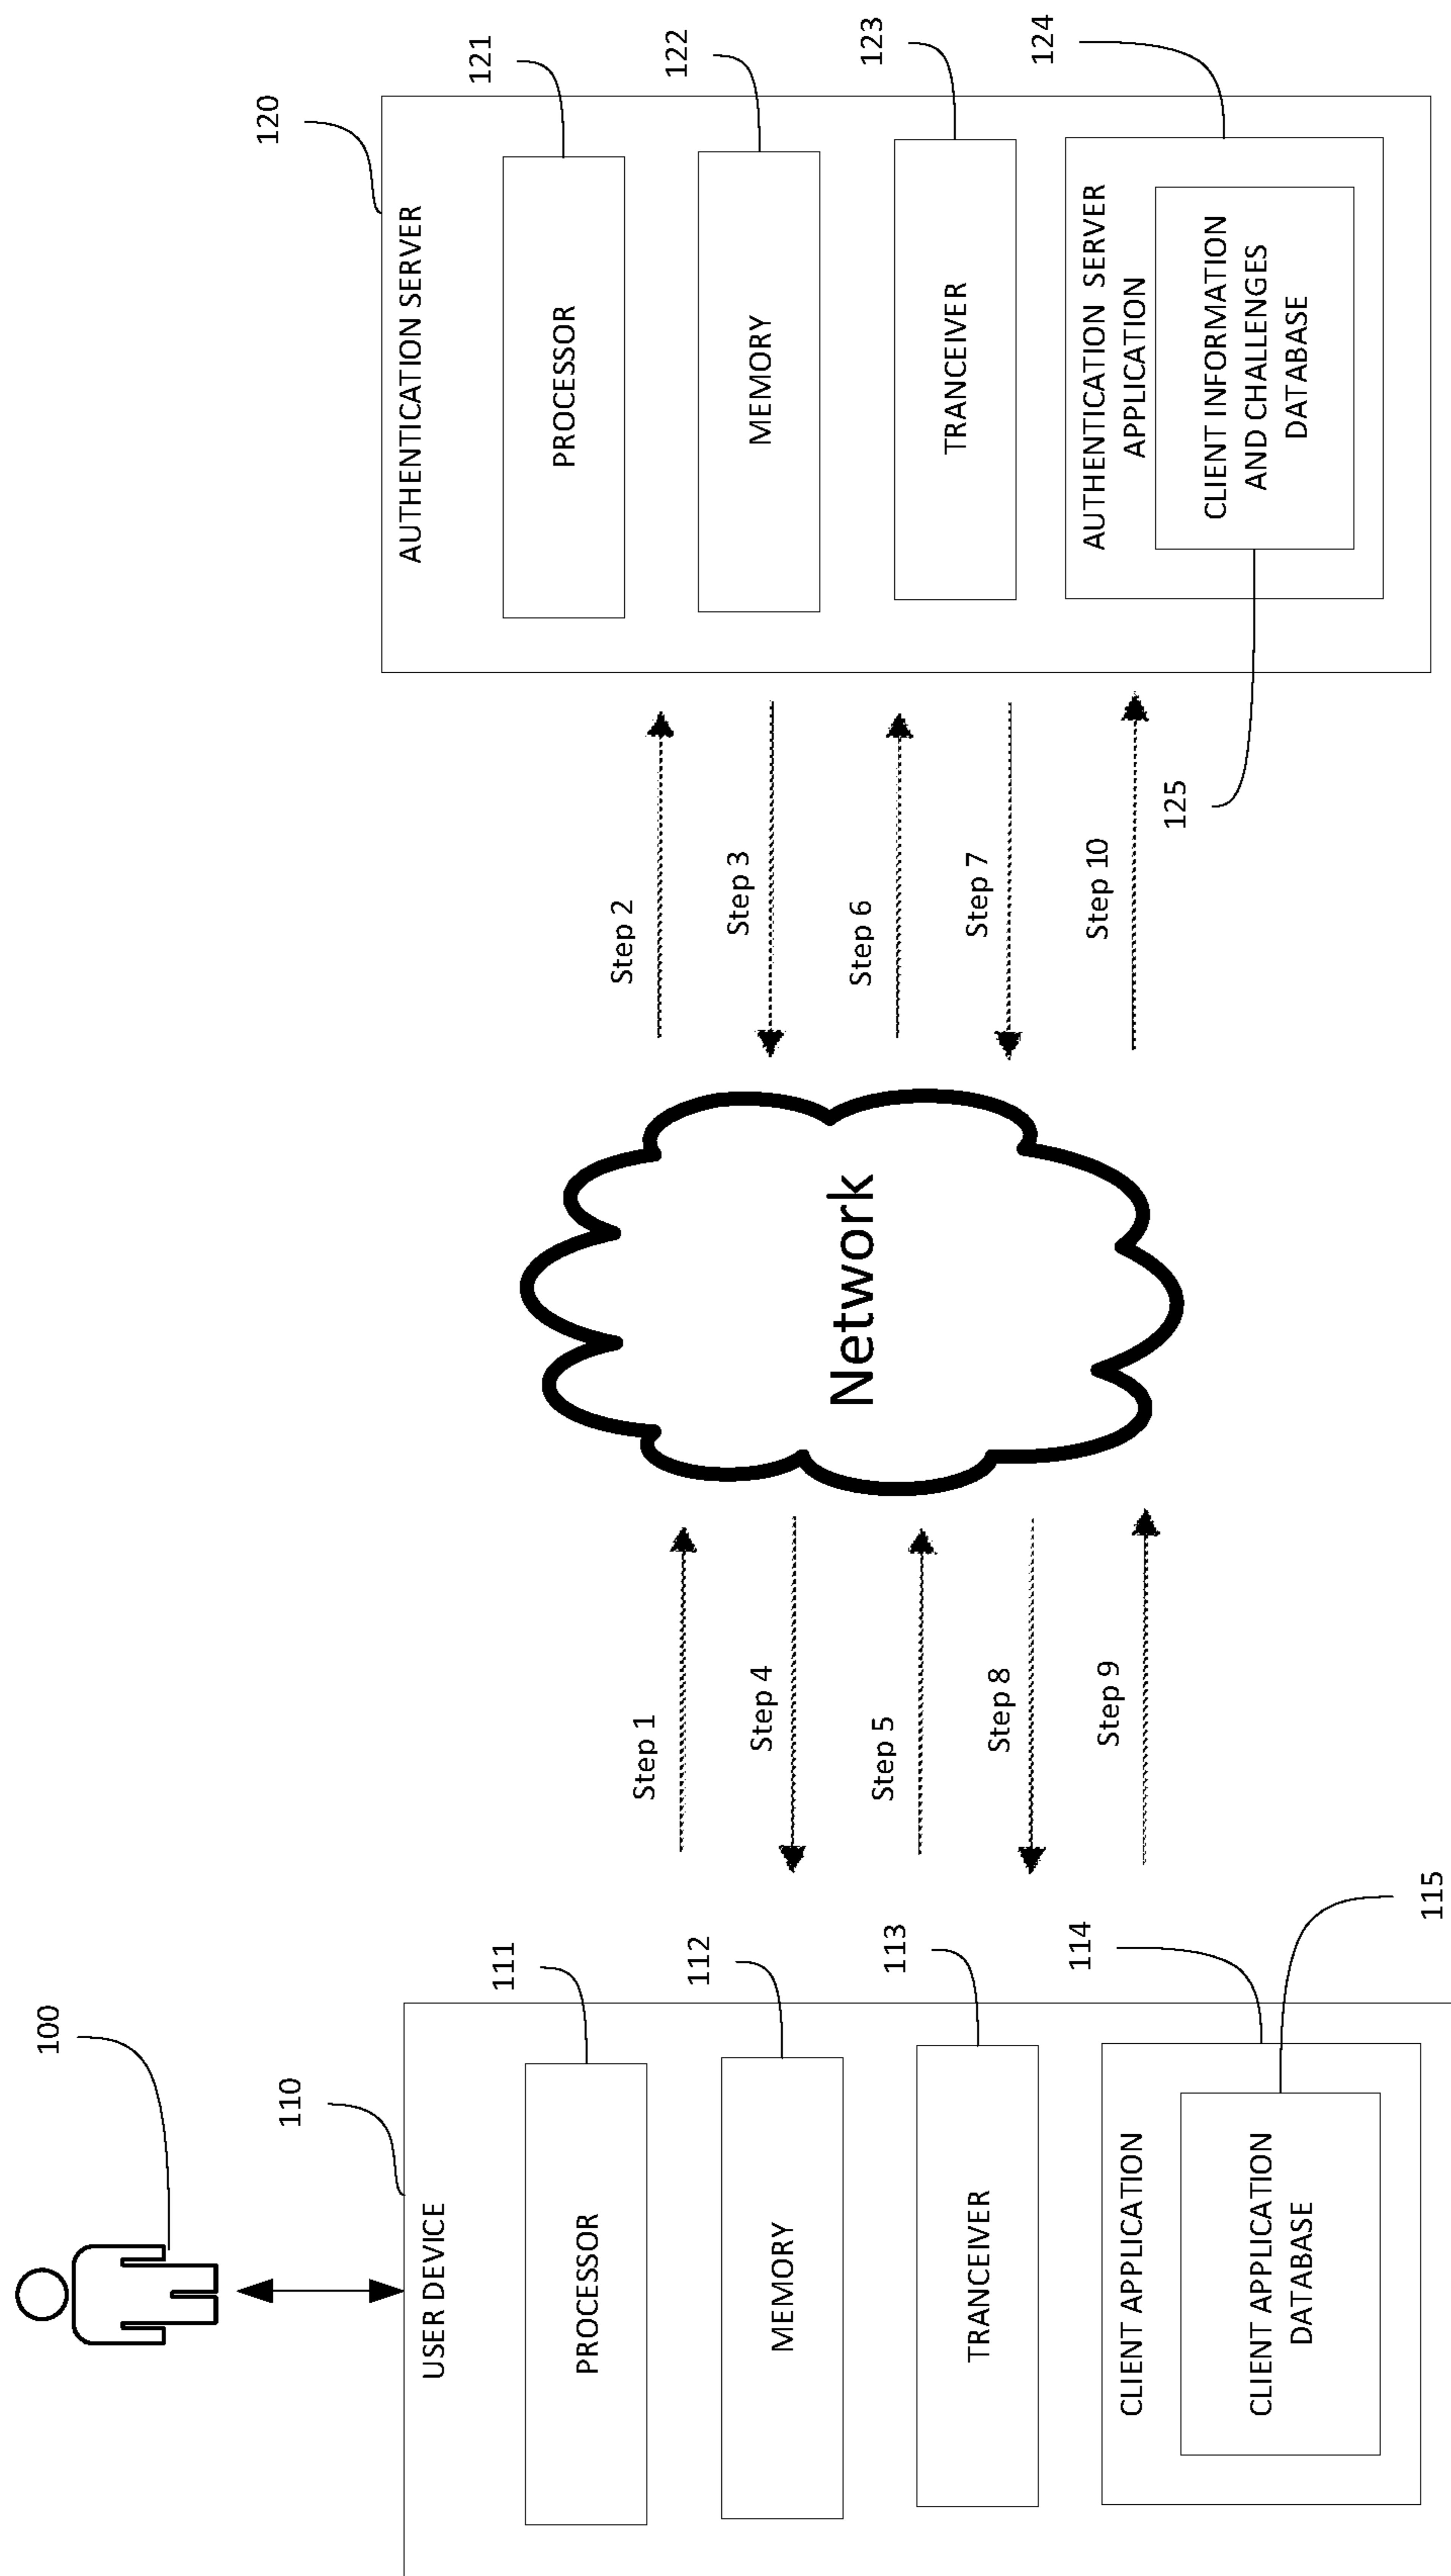 100
110
USER DEVICE
111
PROCESSOR
112
MEMORY
113
TRANCEIVER
114
CLIENT APPLICATION
115
CLIENT APPLICATION
DATABASE
Step 1
Step 4
Step 5
Step 8
Step 9
Network
Step 2
Step 3
Step 6
Step 7
Step 10
120
AUTHENTICATION SERVER
121
PROCESSOR
122
MEMORY
123
TRANCEIVER
124
AUTHENTICATION SERVER
APPLICATION
125
CLIENT INFORMATION
AND CHALLENGES
DATABASE